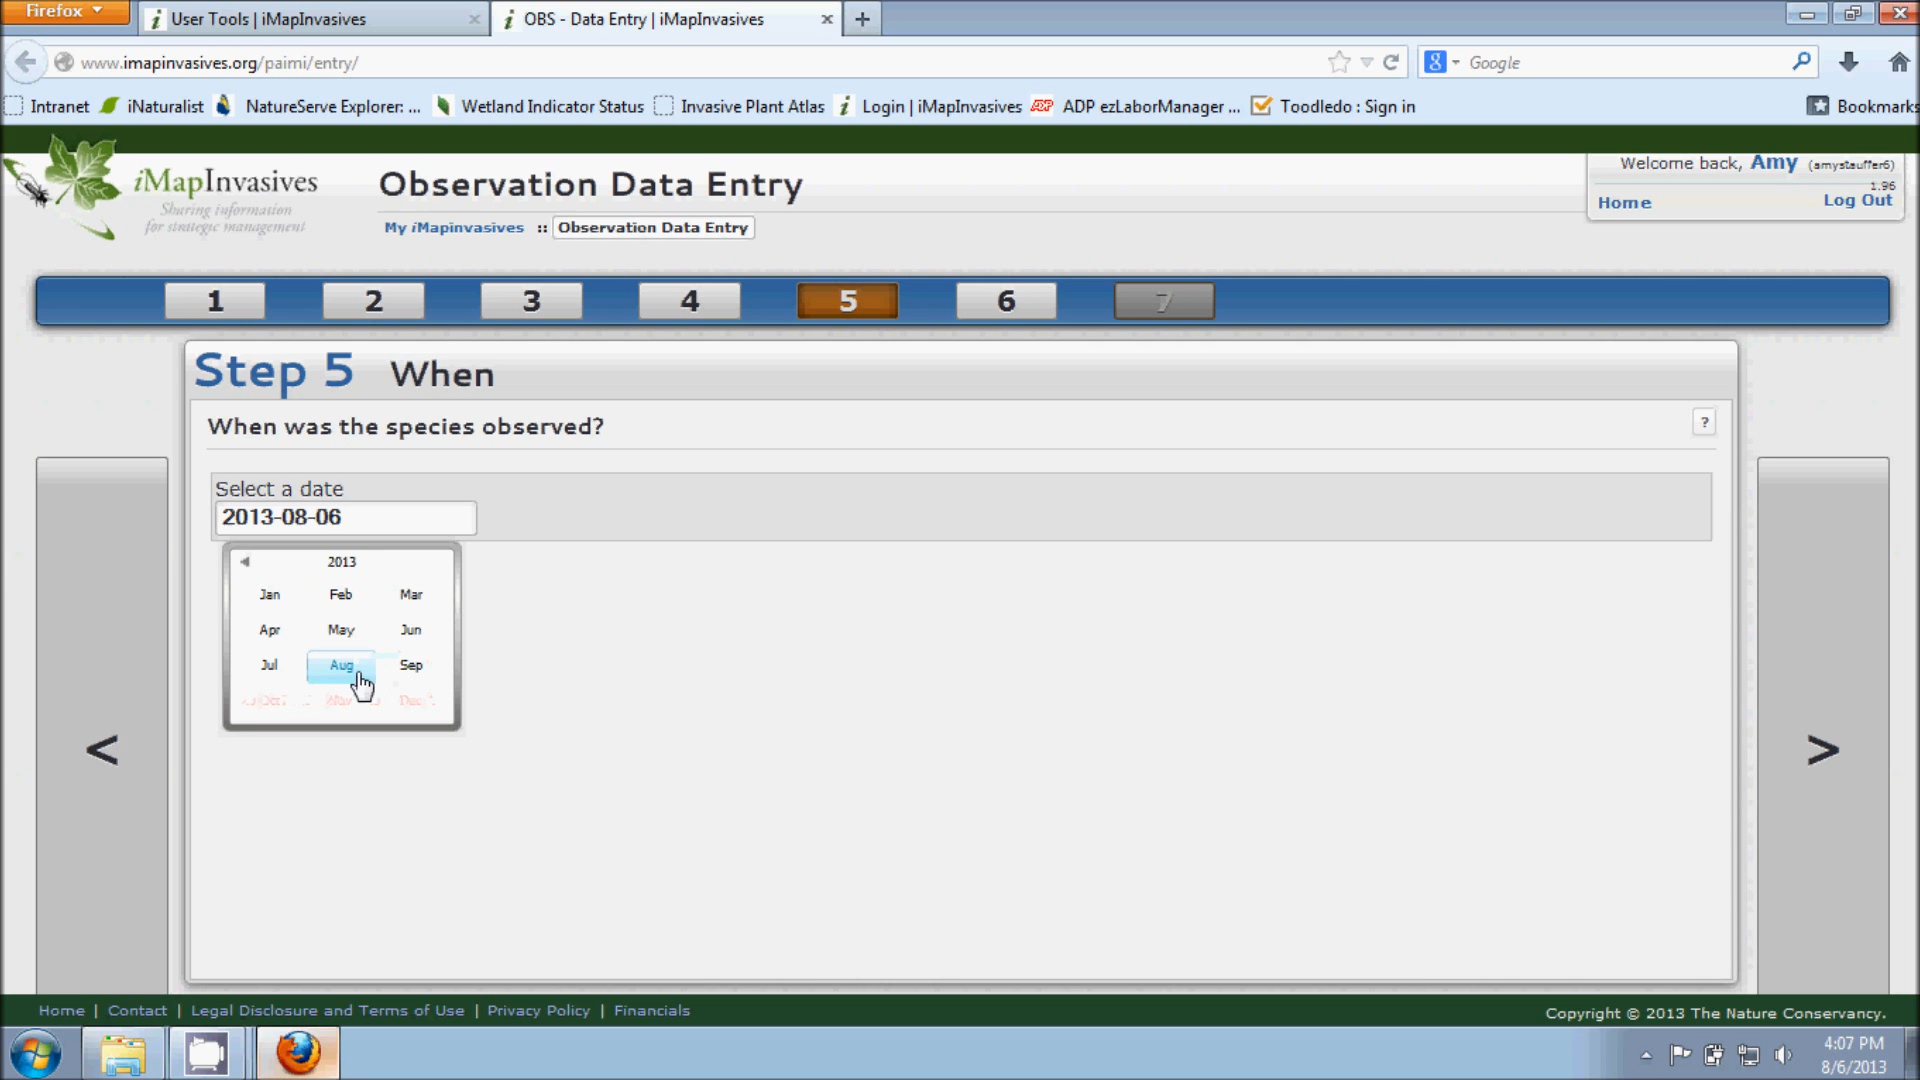 Firefox
User Tools | iMapInvasives
OBS - Data Entry | iMapInvasives
www.imapinvasives.org/paimi/entry/
Google
Intranet
iNaturalist
NatureServe Explorer: ...
Wetland Indicator Status
Invasive Plant Atlas
Login | iMapInvasives
ADP ezLaborManager ...
Toodledo : Sign in
Bookmarks
iMapInvasives
Sharing information
for strategic management
Observation Data Entry
My iMapinvasives :: Observation Data Entry
Welcome back, Amy (amystauffer6)
1.96
Home
Log Out
1 2 3 4 5 6 7
Step 5 When
When was the species observed?
?
Select a date
2013-08-06
2013
Jan Feb Mar
Apr May Jun
Jul Aug Sep
<
>
Home | Contact | Legal Disclosure and Terms of Use | Privacy Policy | Financials
Copyright © 2013 The Nature Conservancy.
4:07 PM
8/6/2013